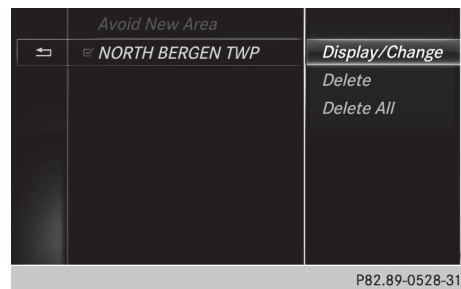 Avoid New Area
NORTH BERGEN TWP
Display/Change
Delete
Delete All
P82.89-0528-31